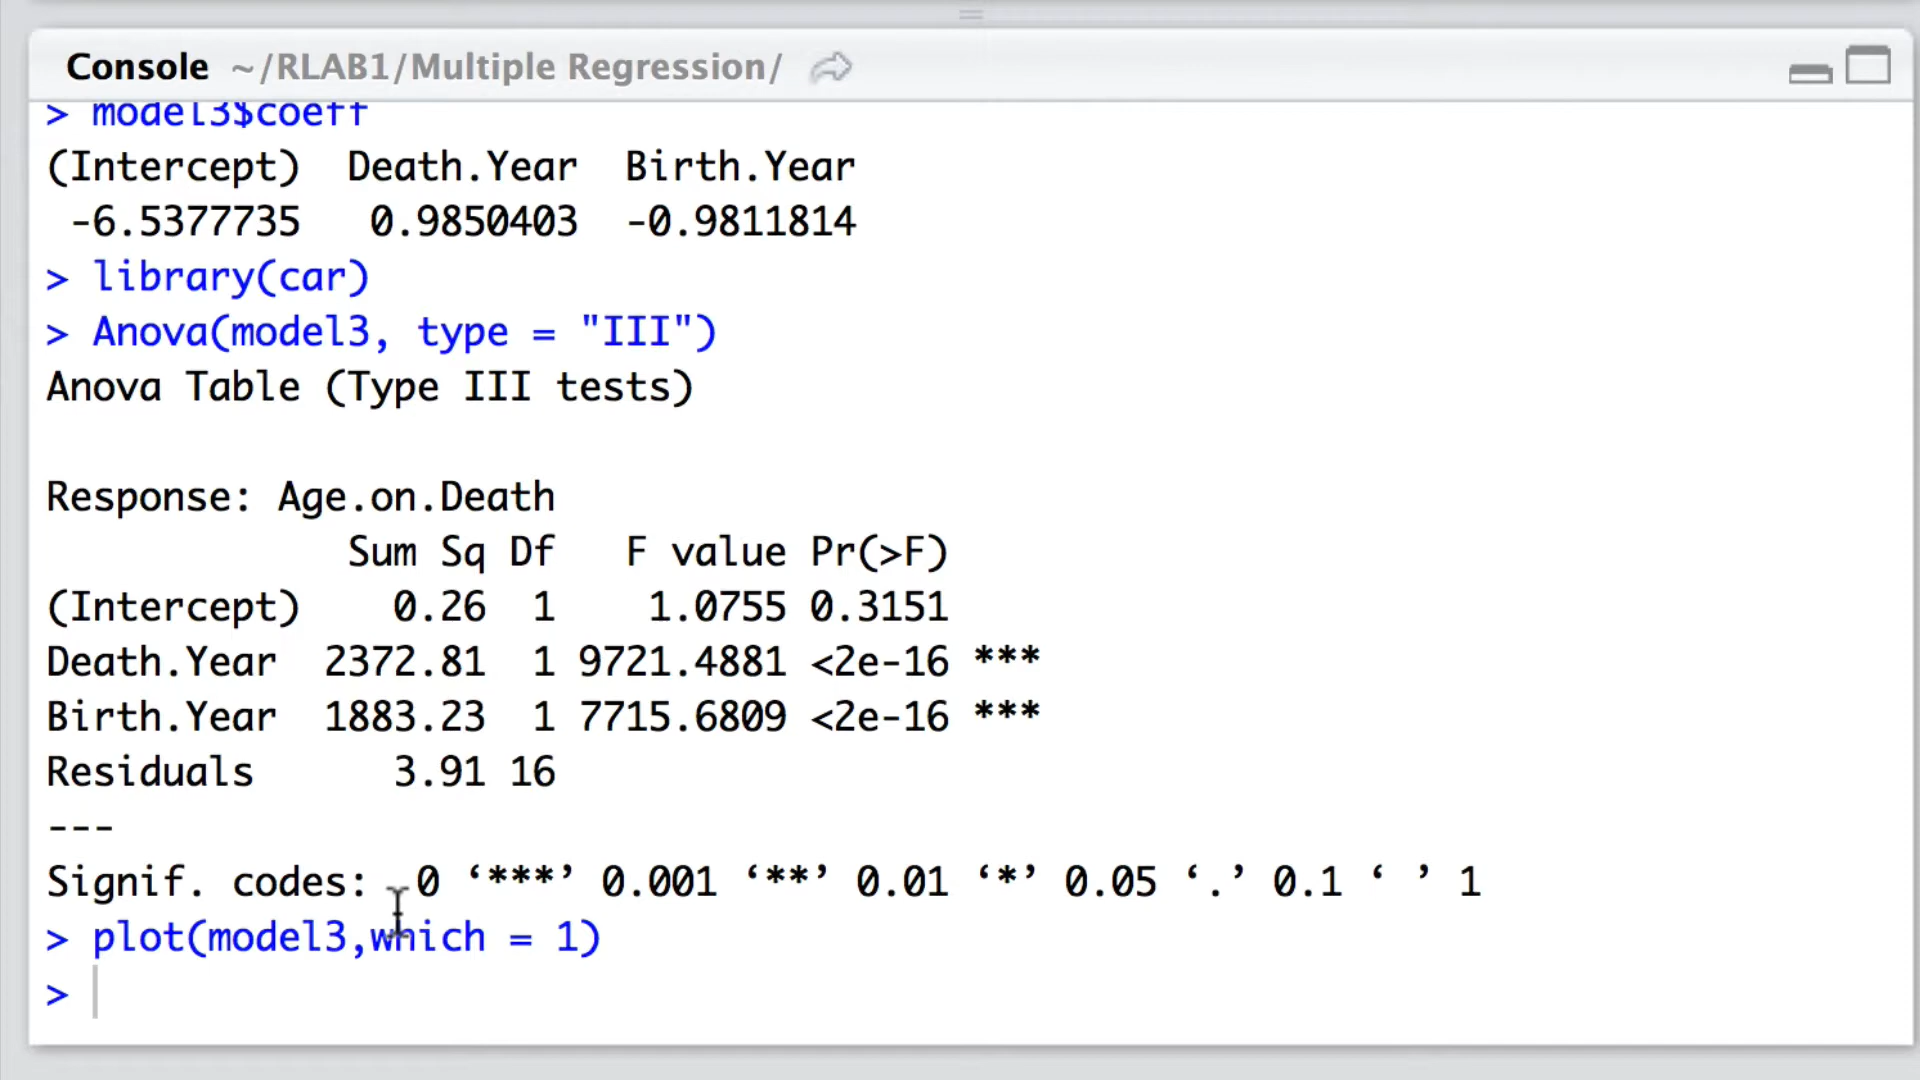 Console ~/RLAB1/Multiple Regression/
> model3$coeff
(Intercept)  Death.Year  Birth.Year
 -6.5377735   0.9850403  -0.9811814
> library(car)
> Anova(model3, type = "III")
Anova Table (Type III tests)
Response: Age.on.Death
             Sum Sq Df   F value Pr(>F)
(Intercept)    0.26  1    1.0755 0.3151
Death.Year  2372.81  1 9721.4881 <2e-16 ***
Birth.Year  1883.23  1 7715.6809 <2e-16 ***
Residuals      3.91 16
---
Signif. codes:  0 ‘***’ 0.001 ‘**’ 0.01 ‘*’ 0.05 ‘.’ 0.1 ‘ ’ 1
> plot(model3,which = 1)
>